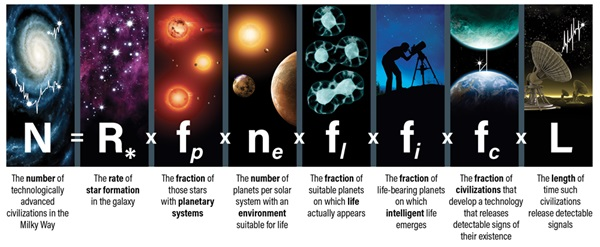 N = R* x fp x ne x fl x fi x fc x L
The number of
technologically
advanced
civilizations in the
Milky Way
The rate of
star formation
in the galaxy
The fraction of
those stars
with planetary
systems
The number of
planets per solar
system with an
environment
suitable for life
The fraction of
suitable planets
on which life
actually appears
The fraction of
life-bearing planets
on which
intelligent life
emerges
The fraction of
civilizations that
develop a technology
that releases
detectable signs of
their existence
The length of
time such
civilizations
release detectable
signals